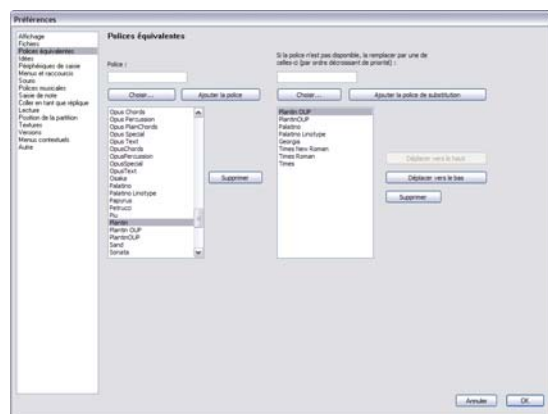 Préférences
Affichage
Fichiers
Polices équivalentes
Idées
Périphériques de saisie
Menus et raccourcis
Souris
Polices musicales
Saisie de note
Coller en tant que réplique
Lecture
Position de la partition
Textures
Versions
Menus contextuels
Autre
Polices équivalentes
Police :
Choisir...
Ajouter la police
Opus Chords
Opus Percussion
Opus PlainChords
Opus Special
Opus Text
OpusChords
OpusPercussion
OpusSpecial
OpusText
Osaka
Palatino
Palatino Linotype
Papyrus
Petrucci
Piu
Plantin
Plantin OUP
PlantinOUP
Sand
Sonata
Supprimer
Si la police n'est pas disponible, la remplacer par une de
celles-ci (par ordre décroissant de priorité) :
Choisir...
Ajouter la police de substitution
Plantin OUP
PlantinOUP
Palatino
Palatino Linotype
Georgia
Times New Roman
Times Roman
Times
Déplacer vers le haut
Déplacer vers le bas
Supprimer
Annuler
OK